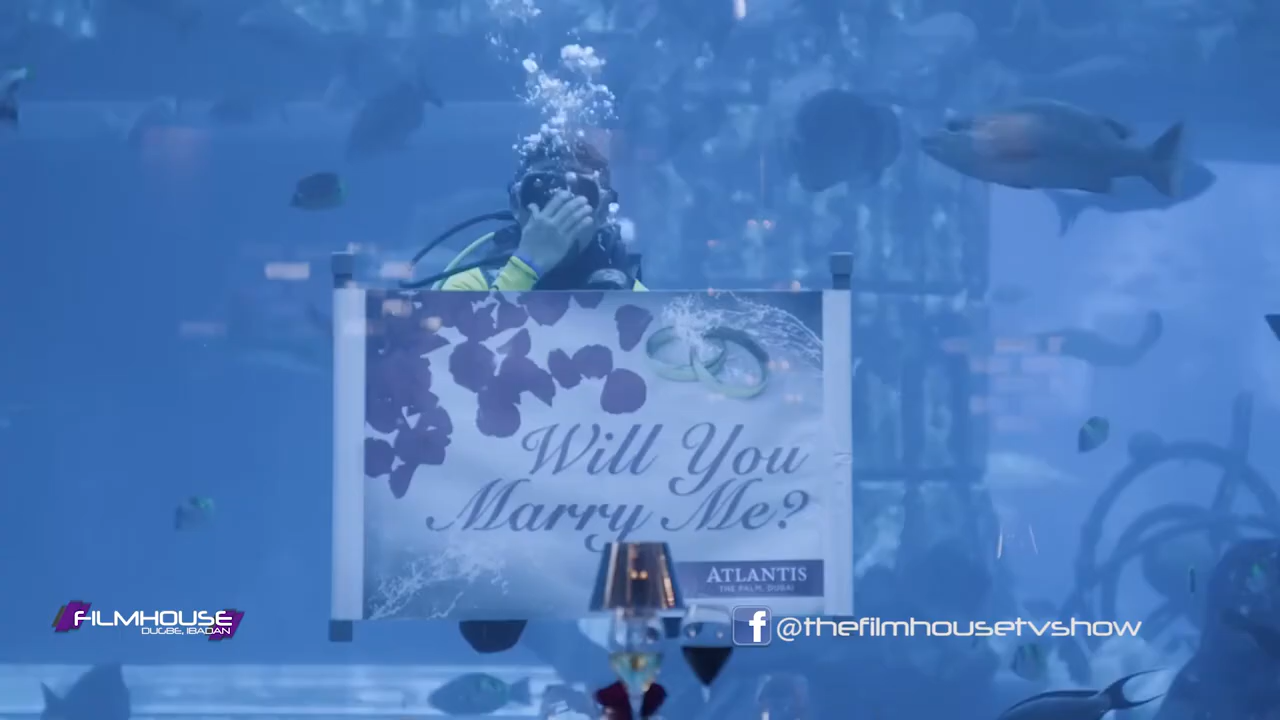 Will You
Marry Me?
ATLANTIS
THE PALM, DUBAI
FILMHOUSE
DUGBE, IBADAN
f @thefilmhousetvshow